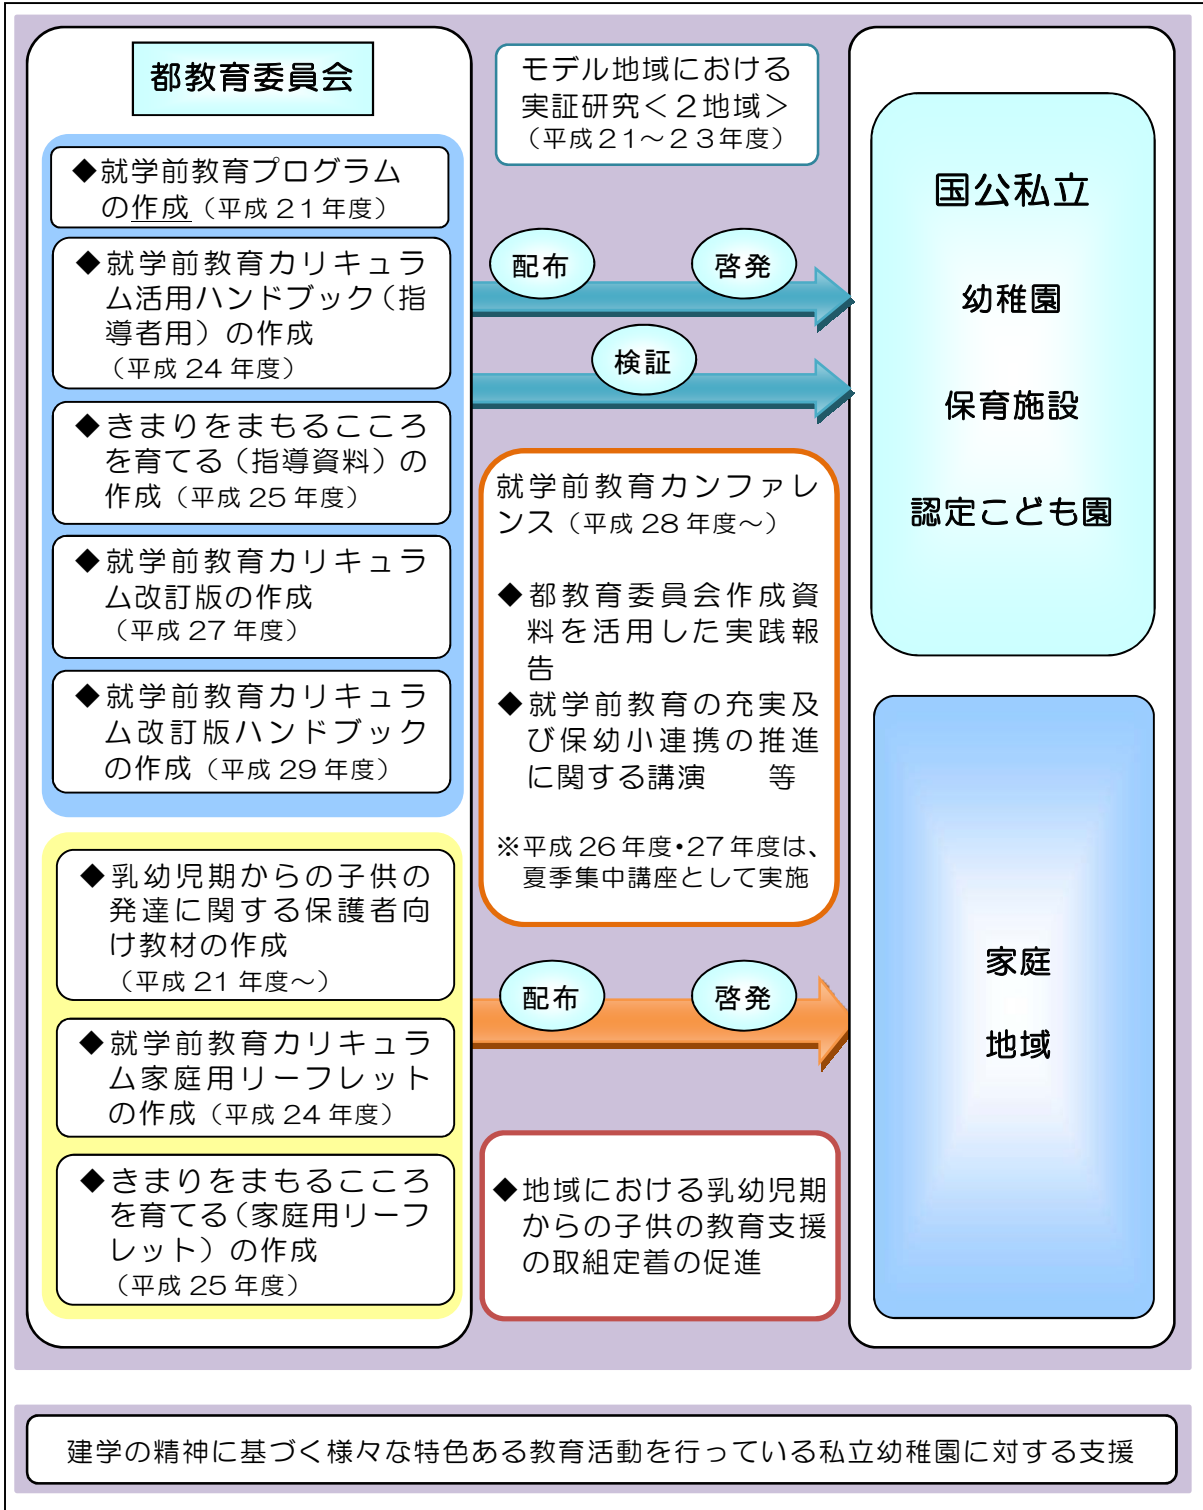 都教育委員会
◆就学前教育プログラム
の作成（平成 21 年度）
◆就学前教育カリキュラ
ム活用ハンドブック（指
導者用）の作成
（平成 24 年度）
◆きまりをまもるこころ
を育てる（指導資料）の
作成（平成 25 年度）
◆就学前教育カリキュラ
ム改訂版の作成
（平成 27 年度）
◆就学前教育カリキュラ
ム改訂版ハンドブック
の作成（平成 29 年度）
◆乳幼児期からの子供の
発達に関する保護者向
け教材の作成
（平成 21 年度～）
◆就学前教育カリキュラ
ム家庭用リーフレット
の作成（平成 24 年度）
◆きまりをまもるこころ
を育てる（家庭用リーフ
レット）の作成
（平成 25 年度）
モデル地域における
実証研究＜２地域＞
（平成２１～２３年度）
配布
啓発
検証
就学前教育カンファレ
ンス（平成 28 年度～）
◆都教育委員会作成資
料を活用した実践報
告
◆就学前教育の充実及
び保幼小連携の推進
に関する講演　　等
※平成 26 年度・27 年度は、
夏季集中講座として実施
配布
啓発
◆地域における乳幼児期
からの子供の教育支援
の取組定着の促進
国公私立
幼稚園
保育施設
認定こども園
家庭
地域
建学の精神に基づく様々な特色ある教育活動を行っている私立幼稚園に対する支援